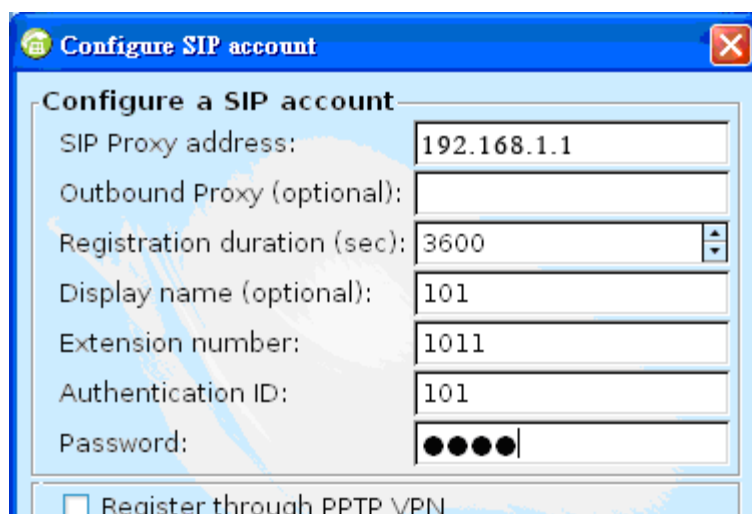 Configure SIP account
Configure a SIP account
SIP Proxy address: 192.168.1.1
Outbound Proxy (optional):
Registration duration (sec): 3600
Display name (optional): 101
Extension number: 1011
Authentication ID: 101
Password: ●●●●
Register through PPTP VPN